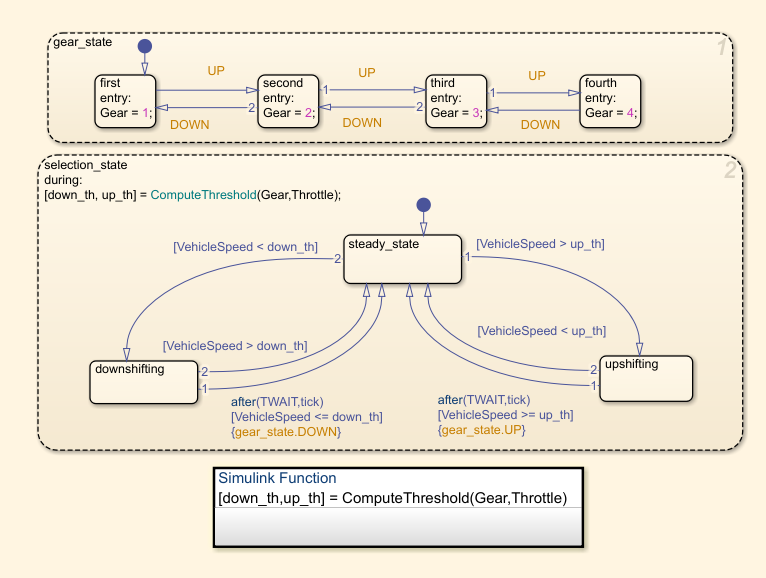 gear_state
1
first
entry:
Gear = 1;
UP
DOWN
2
second
entry:
Gear = 2;
1
UP
DOWN
2
third
entry:
Gear = 3;
1
UP
DOWN
fourth
entry:
Gear = 4;
selection_state
during:
[down_th, up_th] = ComputeThreshold(Gear,Throttle);
2
steady_state
[VehicleSpeed < down_th]
2
[VehicleSpeed > up_th]
1
[VehicleSpeed > down_th]
[VehicleSpeed < up_th]
downshifting
2
1
upshifting
2
1
after(TWAIT,tick)
[VehicleSpeed <= down_th]
{gear_state.DOWN}
after(TWAIT,tick)
[VehicleSpeed >= up_th]
{gear_state.UP}
Simulink Function
[down_th,up_th] = ComputeThreshold(Gear,Throttle)